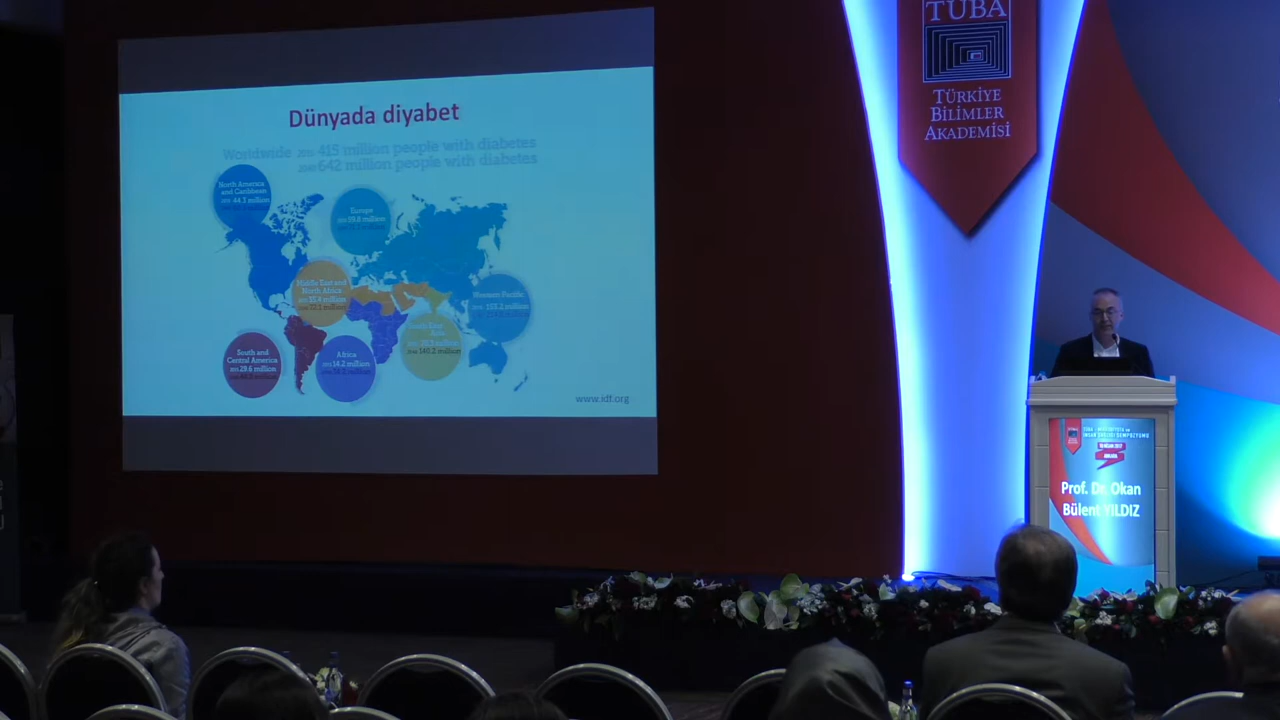 Dünyada diyabet
Worldwide 2015 415 million people with diabetes
2040 642 million people with diabetes
North America
and Caribbean
2015 44.3 million
Europe
2015 59.8 million
Middle East and
North Africa
2015 35.4 million
Western Pacific
2015 153.2 million
South East
Asia
2040 140.2 million
South and
Central America
2015 29.6 million
Africa
2015 14.2 million
www.idf.org
TÜBA
TÜRKİYE
BİLİMLER
AKADEMİSİ
ANKARA
Prof. Dr. Okan
Bülent YILDIZ